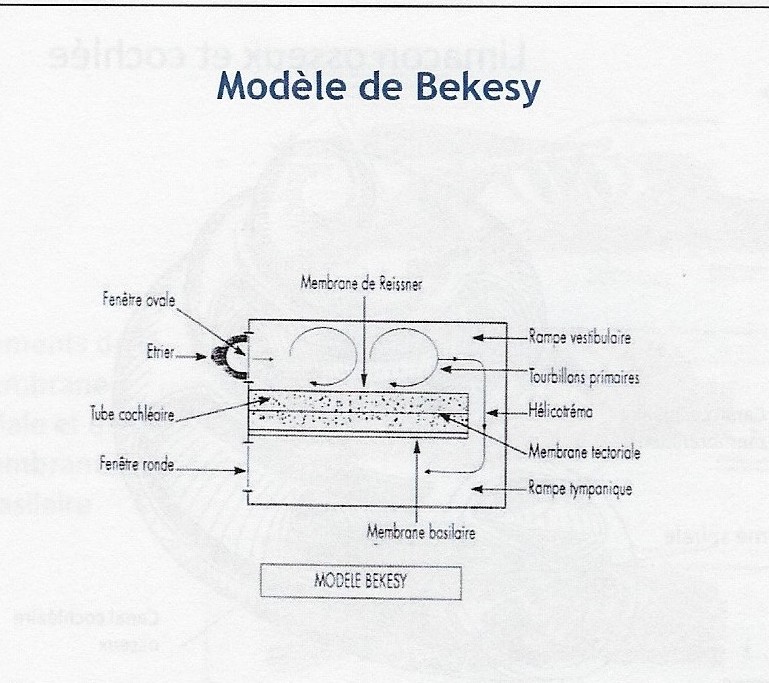 Modèle de Bekesy
Membrane de Reissner
Fenêtre ovale
Etrier
Rampe vestibulaire
Tourbillons primaires
Tube cochléaire
Hélicotréma
Membrane tectoriale
Fenêtre ronde
Rampe tympanique
Membrane basilaire
MODELE BEKESY